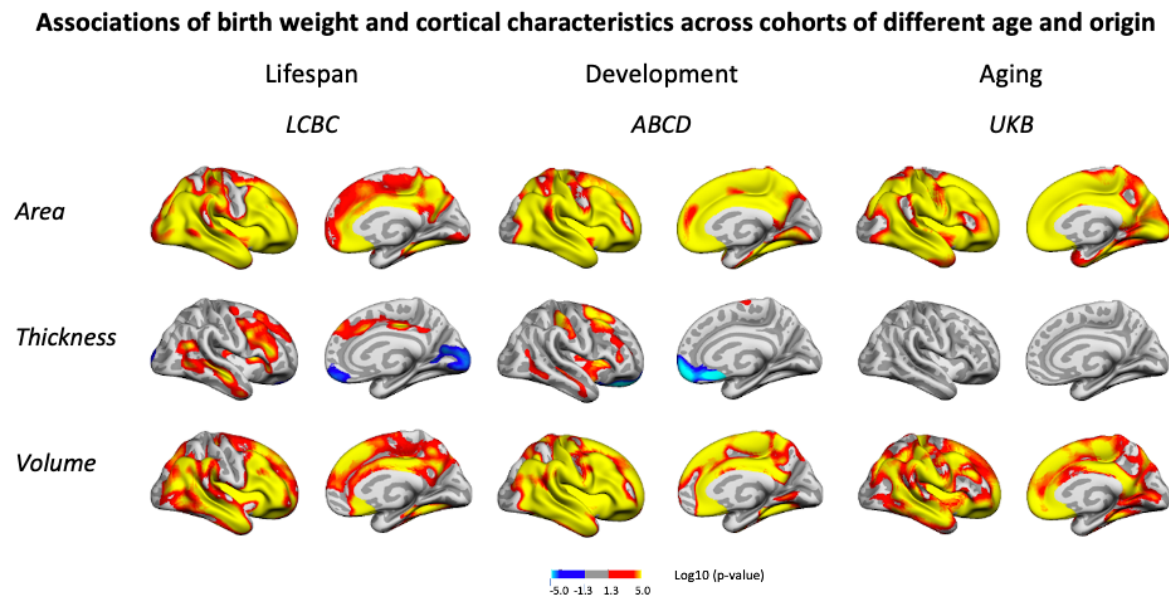 Associations of birth weight and cortical characteristics across cohorts of different age and origin
Lifespan Development Aging
LCBC ABCD UKB
Area
Thickness
Volume
Log10 (p-value)
-5.0 -1.3 1.3 5.0